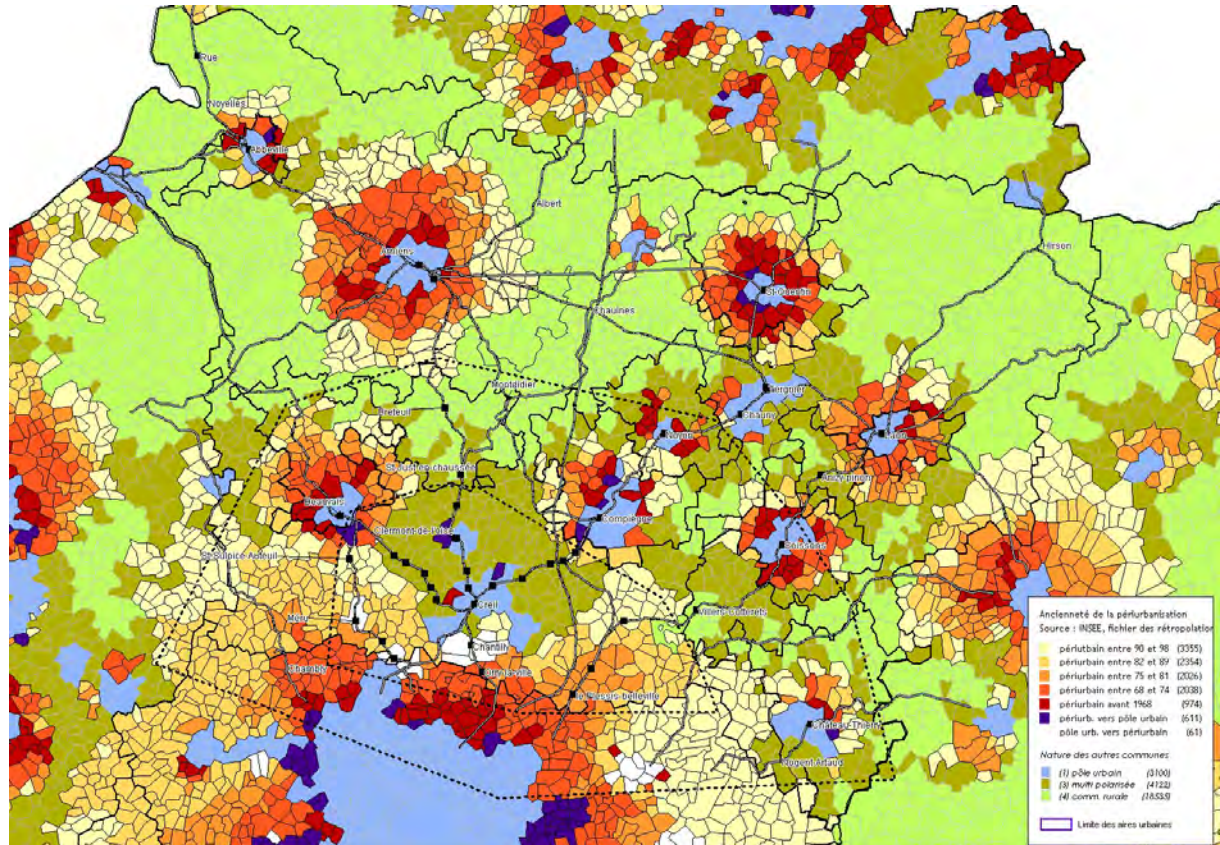 Rue
Noyelles
Abbeville
Albert
Amiens
Hirson
St-Quentin
Chaulnes
Montdidier
Tergnier
Breteuil
Chauny
Noyon
Laon
St-Just-en-chaussée
Anizy-pinon
Beauvais
Compiègne
Clermont-de-l'oise
Soissons
St-Sulpice-Auteuil
Creil
Villers-Cotterets
Méru
Chantilly
Chambly
Orry-la-ville
le Plessis-belleville
Château-Thierry
Nogent-Artaud
Ancienneté de la périurbanisation
Source : INSEE, fichier des rétropolation
périurbain entre 90 et 98 (3355)
périurbain entre 82 et 89 (2354)
périurbain entre 75 et 81 (2026)
périurbain entre 68 et 74 (2038)
périurbain avant 1968 (974)
périurb. vers pôle urbain (611)
pôle urb. vers périurbain (61)
Nature des autres communes
(1) pôle urbain (3100)
(3) multi polarisée (4122)
(4) comm. rurale (18535)
Limite des aires urbaines